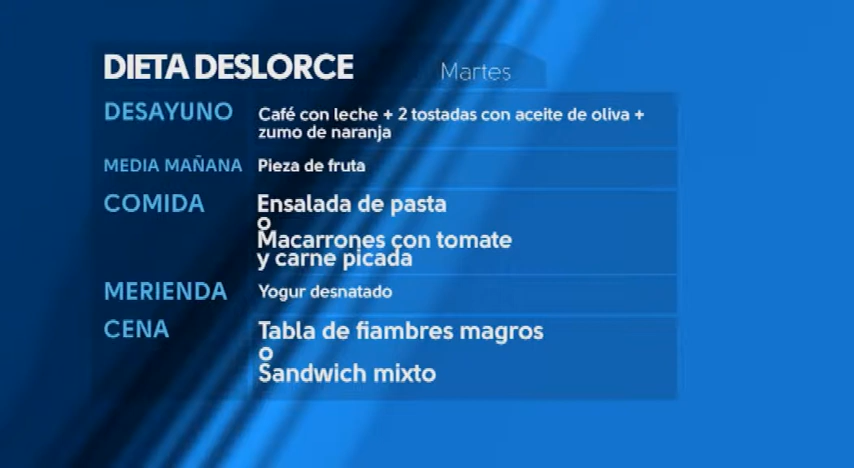 DIETA DESLORCE
Martes
DESAYUNO
Café con leche + 2 tostadas con aceite de oliva +
zumo de naranja
MEDIA MAÑANA
Pieza de fruta
COMIDA
Ensalada de pasta
o
Macarrones con tomate
y carne picada
MERIENDA
Yogur desnatado
CENA
Tabla de fiambres magros
o
Sandwich mixto